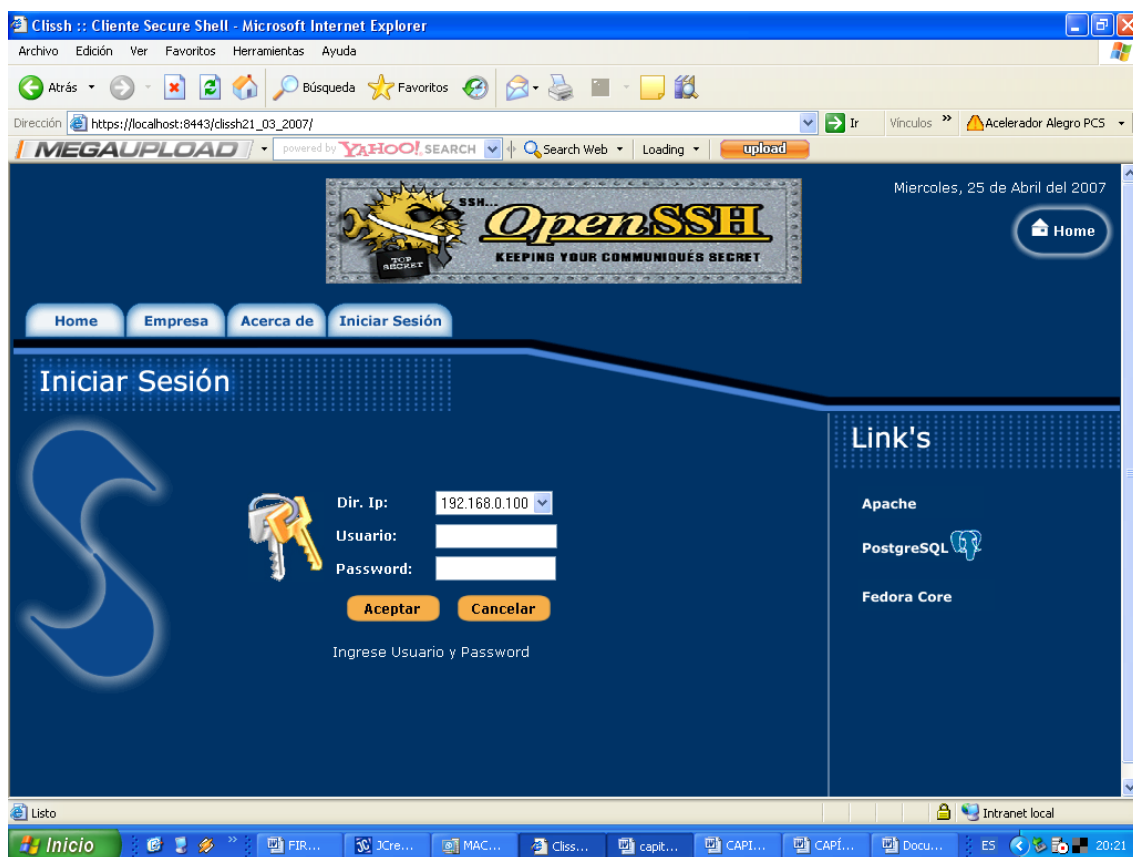 Clissh :: Cliente Secure Shell - Microsoft Internet Explorer
Archivo Edición Ver Favoritos Herramientas Ayuda
Atrás Búsqueda Favoritos
Dirección https://localhost:8443/clissh21_03_2007/ Ir Vínculos » Acelerador Alegro PCS
MEGAUPLOAD powered by YAHOO! SEARCH Search Web Loading upload
Miercoles, 25 de Abril del 2007
SSH...
OpenSSH
TOP SECRET
KEEPING YOUR COMMUNIQUÉS SECRET
Home
Home Empresa Acerca de Iniciar Sesión
Iniciar Sesión
Link's
Dir. Ip: 192.168.0.100
Usuario:
Password:
Aceptar Cancelar
Ingrese Usuario y Password
Apache
PostgreSQL
Fedora Core
Listo Intranet local
Inicio » FIR... JCre... MAC... Cliss... capit... CAPI... CAPÍ... Docu... ES 20:21